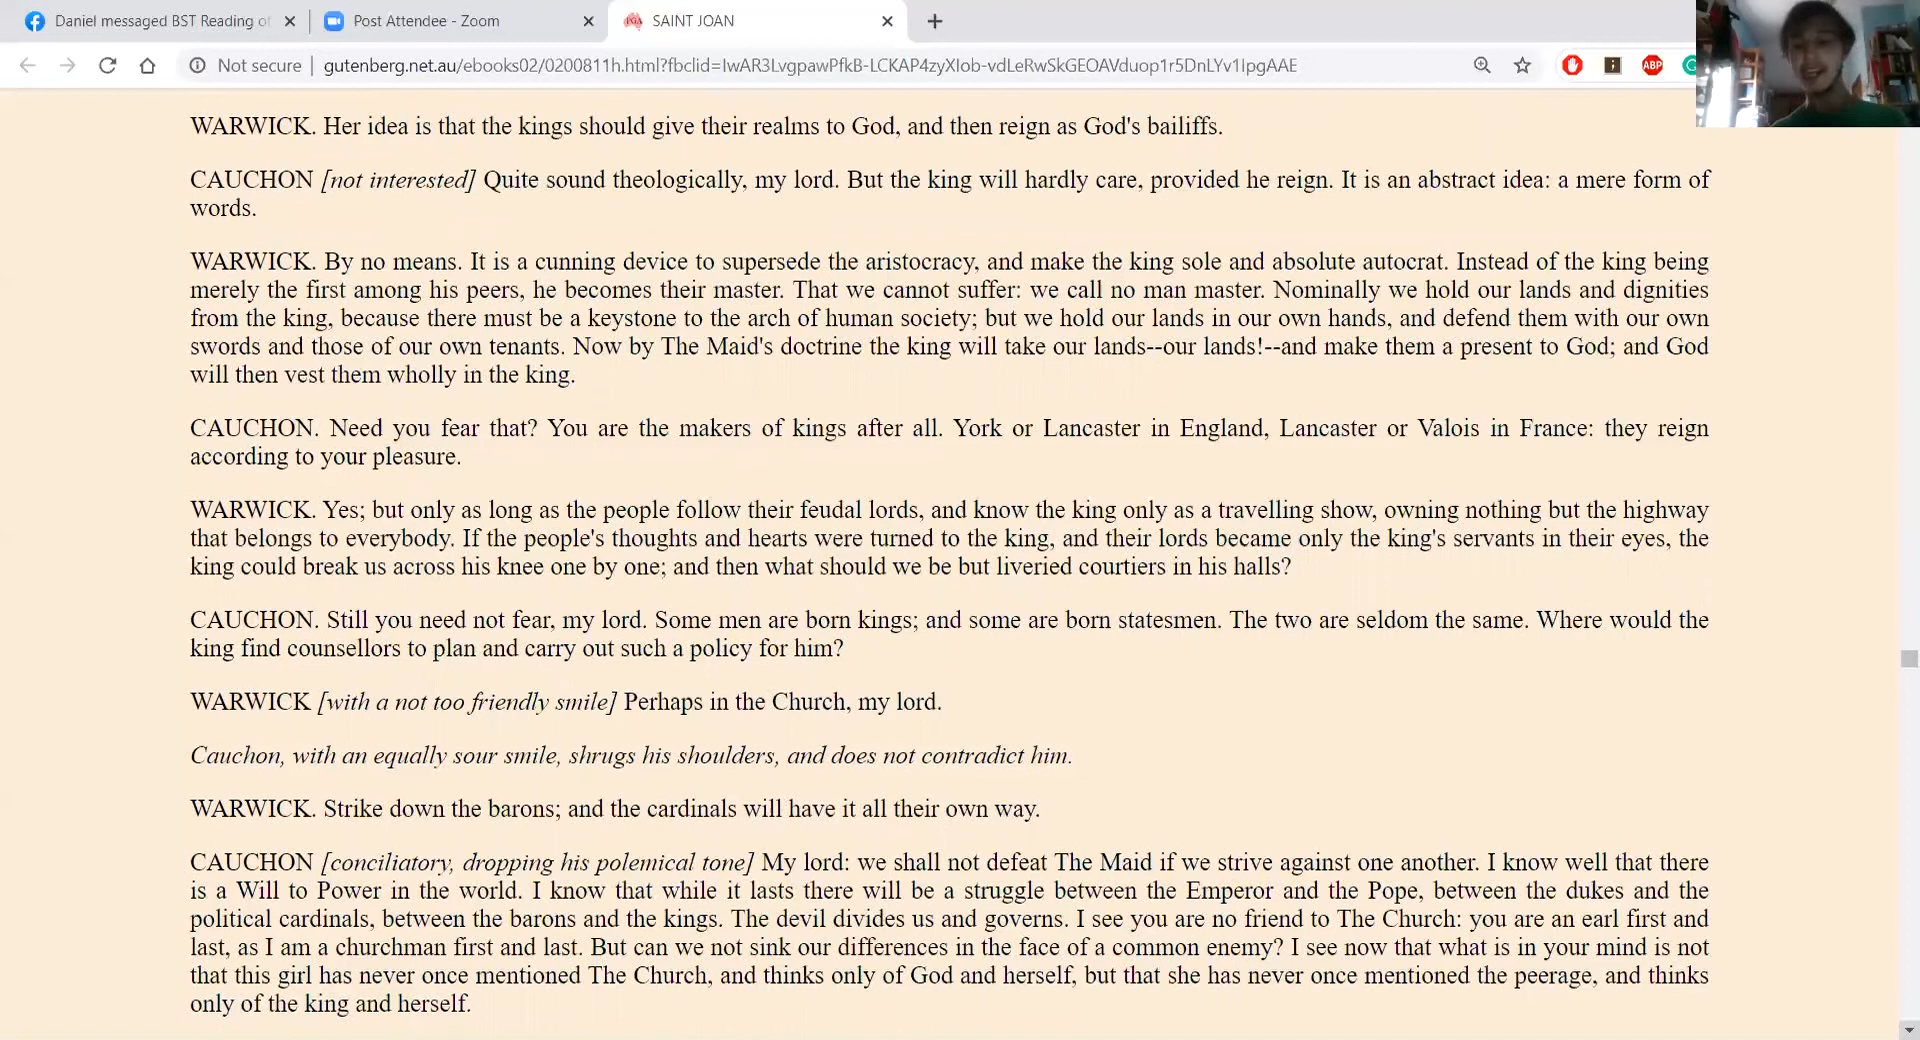 Daniel messaged BST Reading of
Post Attendee - Zoom
SAINT JOAN
Not secure
gutenberg.net.au/ebooks02/0200811h.html?fbclid=IwAR3LvgpawPfkB-LCKAP4zyXIob-vdLeRwSkGEOAVduop1r5DnLYv1IpgAAE
ABP
WARWICK. Her idea is that the kings should give their realms to God, and then reign as God's bailiffs.
CAUCHON [not interested] Quite sound theologically, my lord. But the king will hardly care, provided he reign. It is an abstract idea: a mere form of
words.
WARWICK. By no means. It is a cunning device to supersede the aristocracy, and make the king sole and absolute autocrat. Instead of the king being
merely the first among his peers, he becomes their master. That we cannot suffer: we call no man master. Nominally we hold our lands and dignities
from the king, because there must be a keystone to the arch of human society; but we hold our lands in our own hands, and defend them with our own
swords and those of our own tenants. Now by The Maid's doctrine the king will take our lands--our lands!--and make them a present to God; and God
will then vest them wholly in the king.
CAUCHON. Need you fear that? You are the makers of kings after all. York or Lancaster in England, Lancaster or Valois in France: they reign
according to your pleasure.
WARWICK. Yes; but only as long as the people follow their feudal lords, and know the king only as a travelling show, owning nothing but the highway
that belongs to everybody. If the people's thoughts and hearts were turned to the king, and their lords became only the king's servants in their eyes, the
king could break us across his knee one by one; and then what should we be but liveried courtiers in his halls?
CAUCHON. Still you need not fear, my lord. Some men are born kings; and some are born statesmen. The two are seldom the same. Where would the
king find counsellors to plan and carry out such a policy for him?
WARWICK [with a not too friendly smile] Perhaps in the Church, my lord.
Cauchon, with an equally sour smile, shrugs his shoulders, and does not contradict him.
WARWICK. Strike down the barons; and the cardinals will have it all their own way.
CAUCHON [conciliatory, dropping his polemical tone] My lord: we shall not defeat The Maid if we strive against one another. I know well that there
is a Will to Power in the world. I know that while it lasts there will be a struggle between the Emperor and the Pope, between the dukes and the
political cardinals, between the barons and the kings. The devil divides us and governs. I see you are no friend to The Church: you are an earl first and
last, as I am a churchman first and last. But can we not sink our differences in the face of a common enemy? I see now that what is in your mind is not
that this girl has never once mentioned The Church, and thinks only of God and herself, but that she has never once mentioned the peerage, and thinks
only of the king and herself.